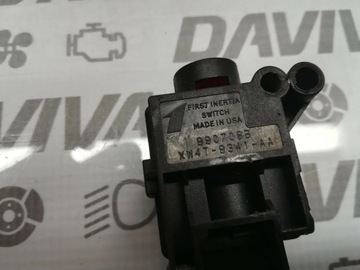 DAVIVA
DAVIV
FIRST INERTIA
SWITCH
MADE IN USA
XW4T-9341-AA